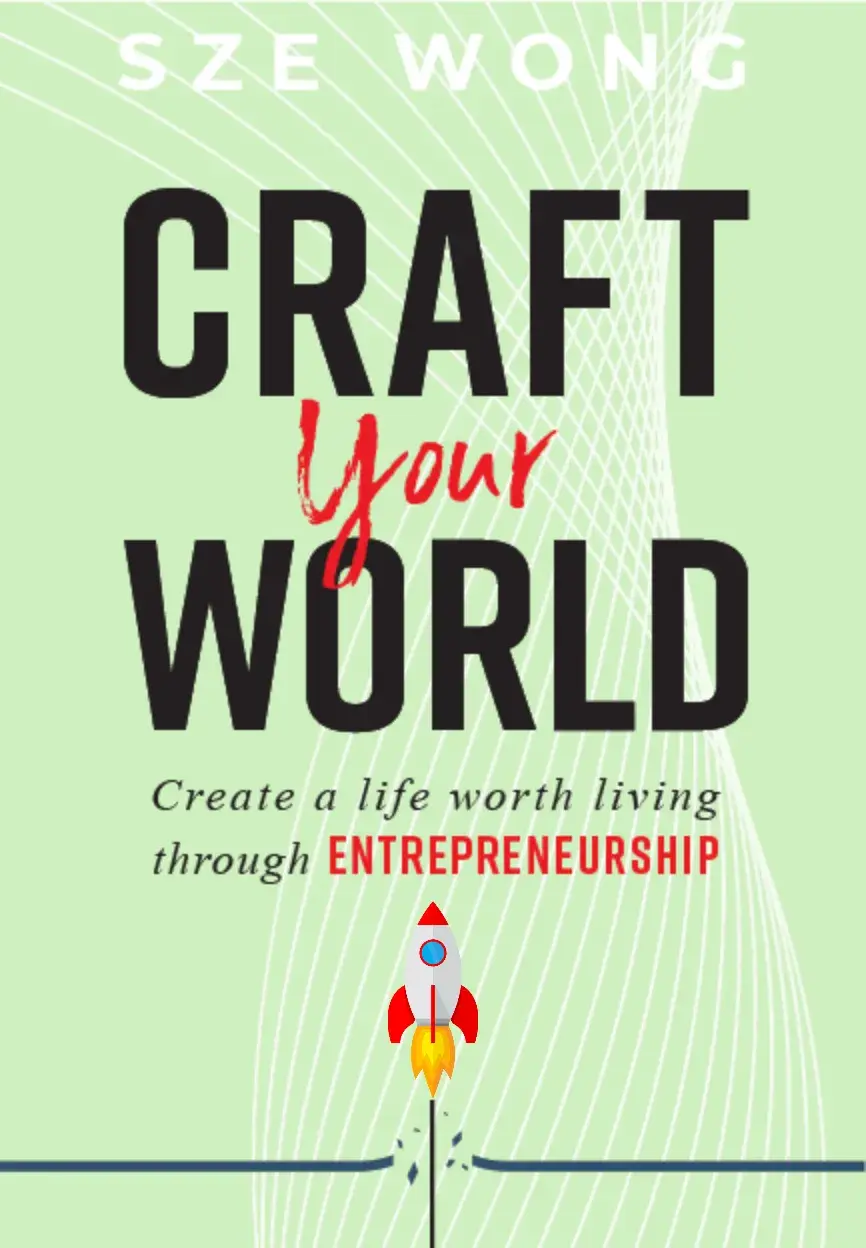 SZE WONG
CRAFT
Your
WORLD
Create a life worth living
through ENTREPRENEURSHIP